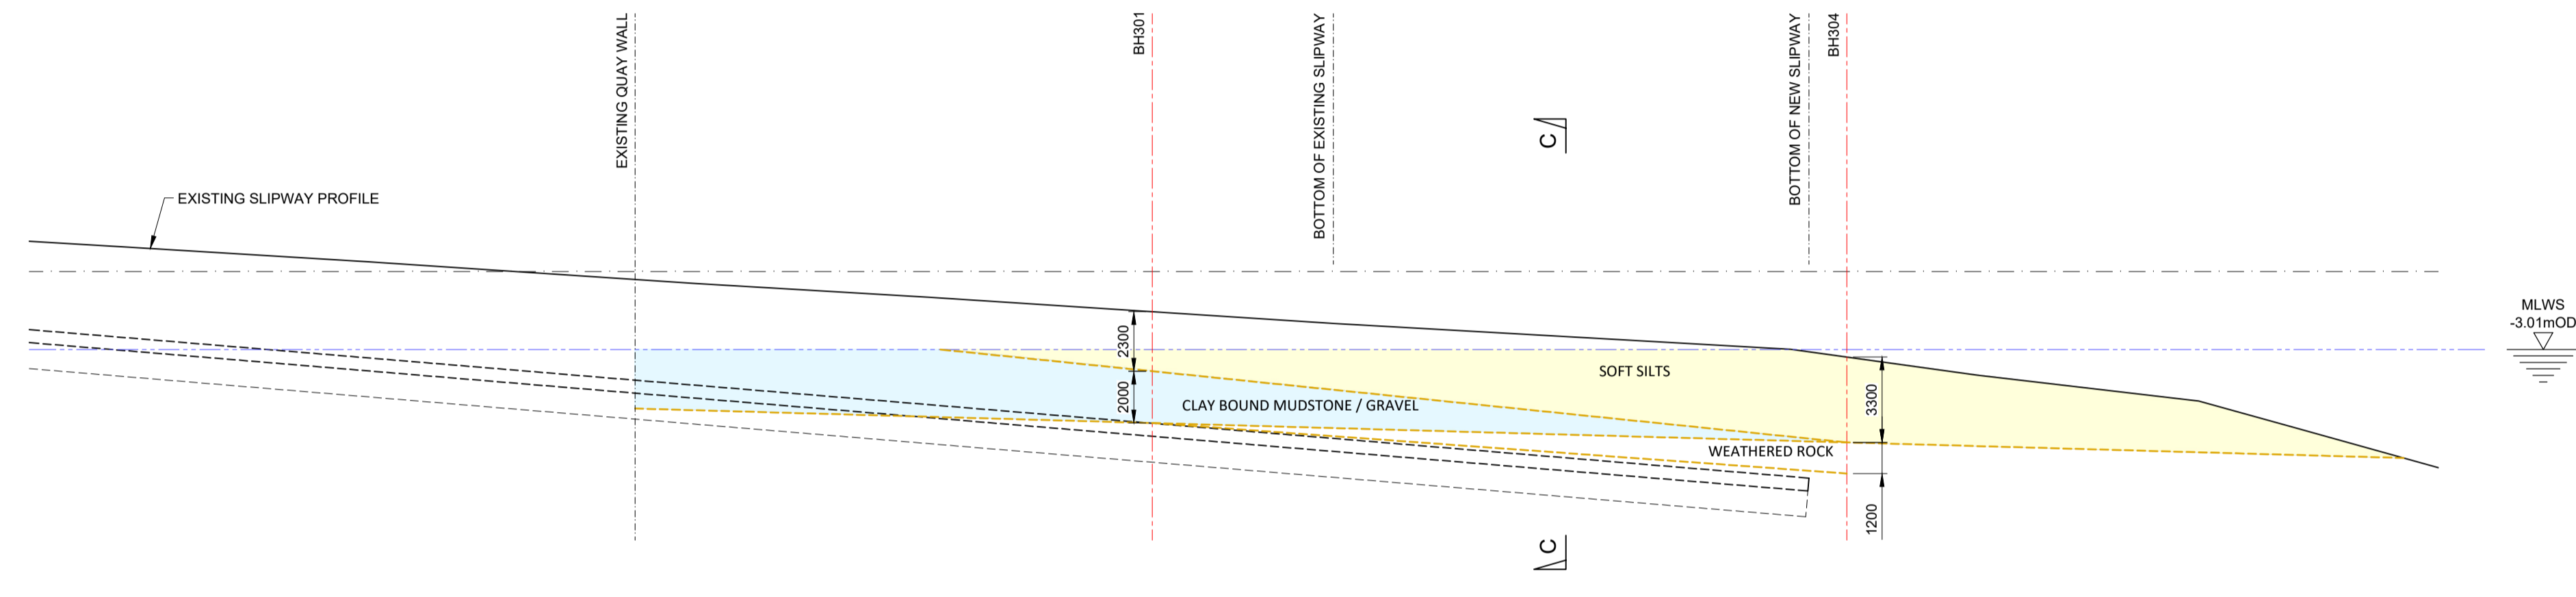 EXISTING QUAY WALL
BH301
BOTTOM OF EXISTING SLIPWAY
BOTTOM OF NEW SLIPWAY
BH304
C
EXISTING SLIPWAY PROFILE
MLWS
-3.01mOD
2300
SOFT SILTS
2000
CLAY BOUND MUDSTONE / GRAVEL
3300
WEATHERED ROCK
1200
C